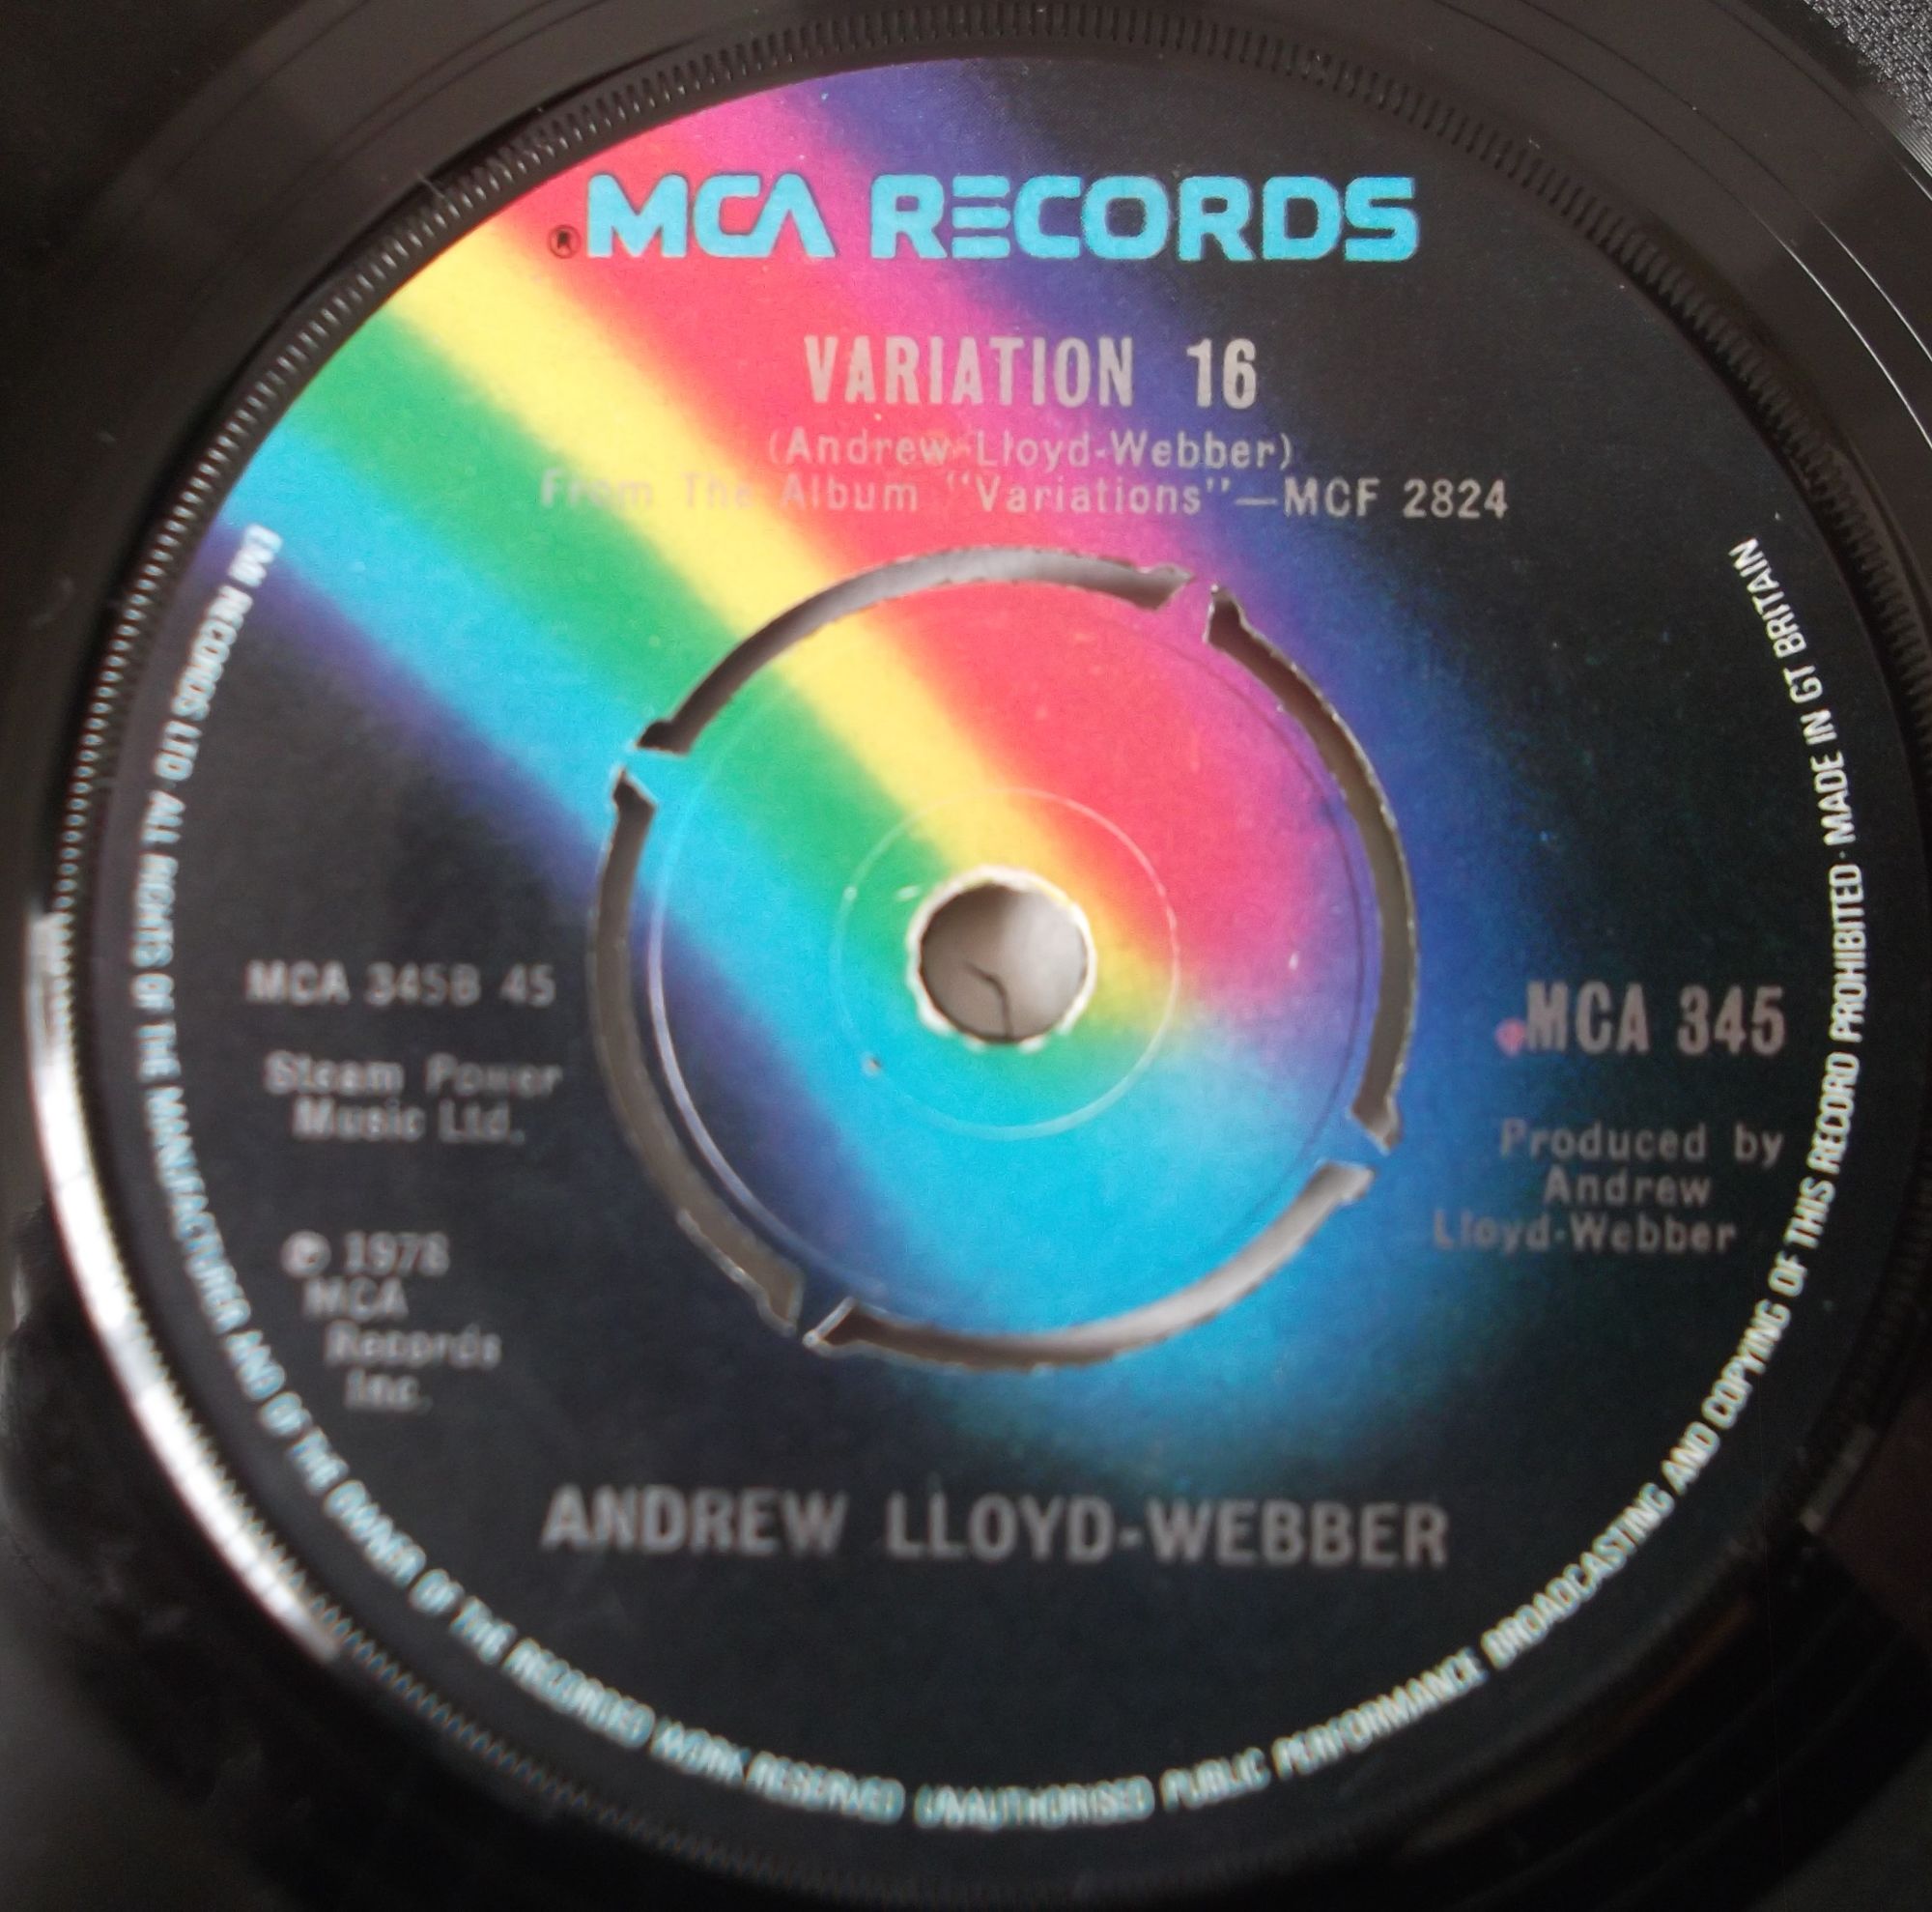 ® MCA RECORDS
VARIATION 16
(Andrew Lloyd-Webber)
From The Album "Variations"—MCF 2824
MCA 345B 45
Steam Power
Music Ltd.
℗ 1978
MCA
Records
Inc.
MCA 345
Produced by
Andrew
Lloyd-Webber
ANDREW LLOYD-WEBBER
EMI RECORDS LTD ALL RIGHTS OF THE MANUFACTURER AND OF THE OWNER OF THE RECORDED WORK RESERVED UNAUTHORISED PUBLIC PERFORMANCE BROADCASTING AND COPYING OF THIS RECORD PROHIBITED · MADE IN GT BRITAIN